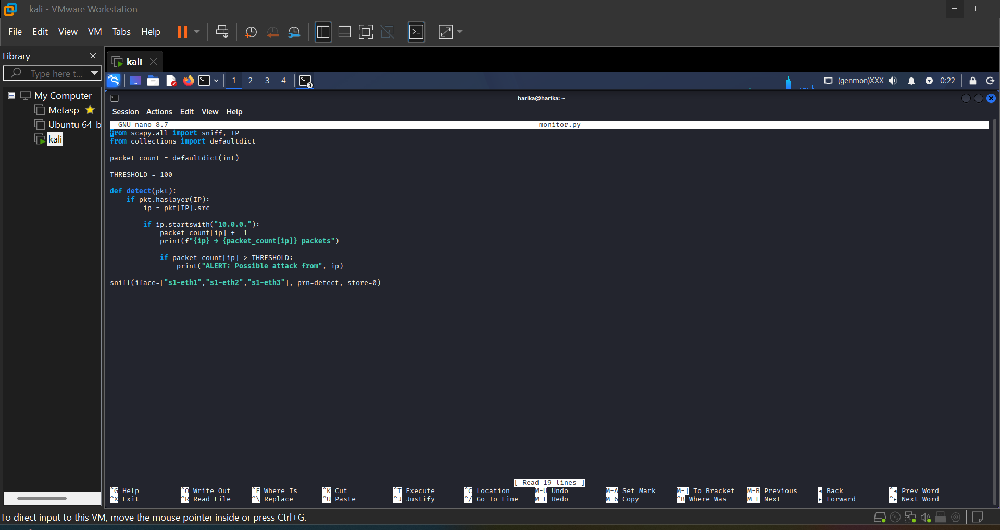 kali - VMware Workstation
File Edit View VM Tabs Help
Library
kali
Type here t...
1 2 3 4
3
(genmon)XXX
0:22
My Computer
Metasp
Ubuntu 64-b
kali
harika@harika: ~
Session Actions Edit View Help
GNU nano 8.7 monitor.py
from scapy.all import sniff, IP
from collections import defaultdict
packet_count = defaultdict(int)
THRESHOLD = 100
def detect(pkt):
    if pkt.haslayer(IP):
        ip = pkt[IP].src
        if ip.startswith("10.0.0."):
            packet_count[ip] += 1
            print(f"{ip} → {packet_count[ip]} packets")
            if packet_count[ip] > THRESHOLD:
                print("ALERT: Possible attack from", ip)
sniff(iface=["s1-eth1","s1-eth2","s1-eth3"], prn=detect, store=0)
[ Read 19 lines ]
^G Help ^O Write Out ^F Where Is ^K Cut ^T Execute ^C Location M-U Undo M-A Set Mark M-] To Bracket M-B Previous ◂ Back ^◂ Prev Word
^X Exit ^R Read File ^\ Replace ^U Paste ^J Justify ^/ Go To Line M-E Redo M-6 Copy ^B Where Was M-F Next ▸ Forward ^▸ Next Word
To direct input to this VM, move the mouse pointer inside or press Ctrl+G.